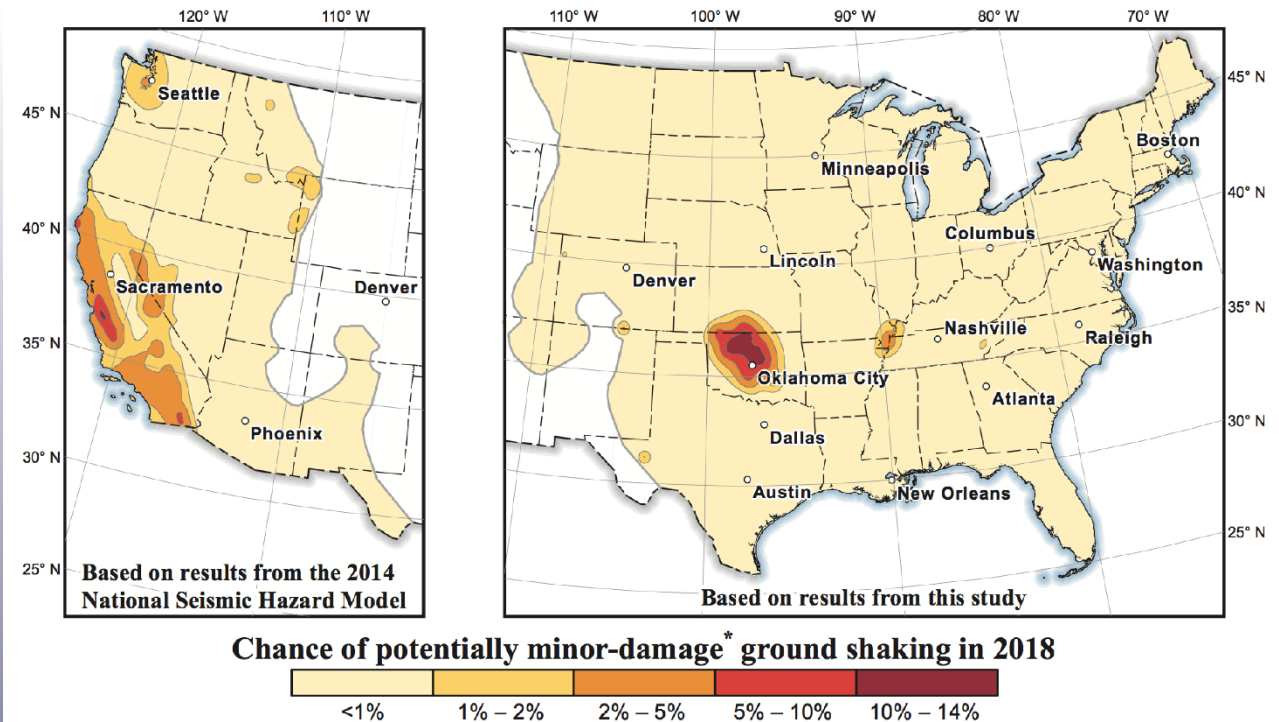 120° W
110° W
110° W
100° W
90° W
80° W
70° W
45° N
40° N
35° N
30° N
25° N
Seattle
Sacramento
Denver
Phoenix
Based on results from the 2014
National Seismic Hazard Model
Minneapolis
Boston
Columbus
Lincoln
Denver
Washington
Nashville
Raleigh
Oklahoma City
Atlanta
Dallas
Austin
New Orleans
Based on results from this study
45° N
40° N
35° N
30° N
25° N
Chance of potentially minor-damage* ground shaking in 2018
<1%
1% – 2%
2% – 5%
5% – 10%
10% – 14%